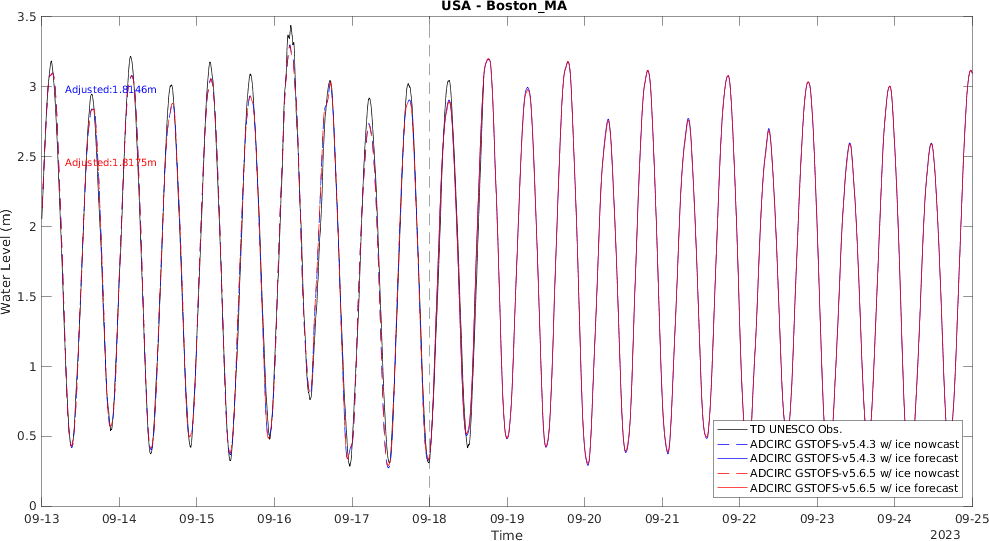 USA - Boston_MA
3.5
3
2.5
2
1.5
1
0.5
0
Water Level (m)
Adjusted:1.8146m
Adjusted:1.8175m
TD UNESCO Obs.
ADCIRC GSTOFS-v5.4.3 w/ ice nowcast
ADCIRC GSTOFS-v5.4.3 w/ ice forecast
ADCIRC GSTOFS-v5.6.5 w/ ice nowcast
ADCIRC GSTOFS-v5.6.5 w/ ice forecast
09-13 09-14 09-15 09-16 09-17 09-18 09-19 09-20 09-21 09-22 09-23 09-24 09-25
Time
2023